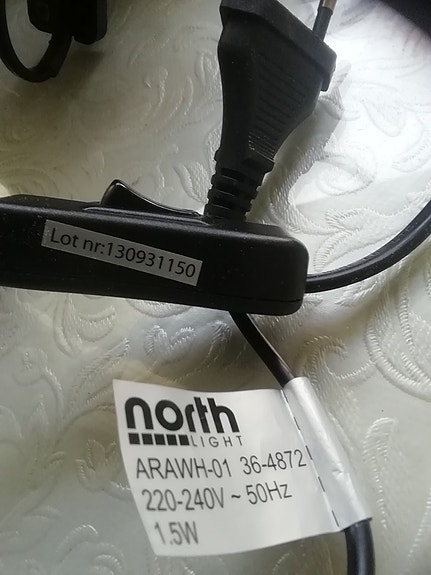 Lot nr:130931150
north
LIGHT
ARAWH-01 36-4872
220-240V ~ 50Hz
1.5W